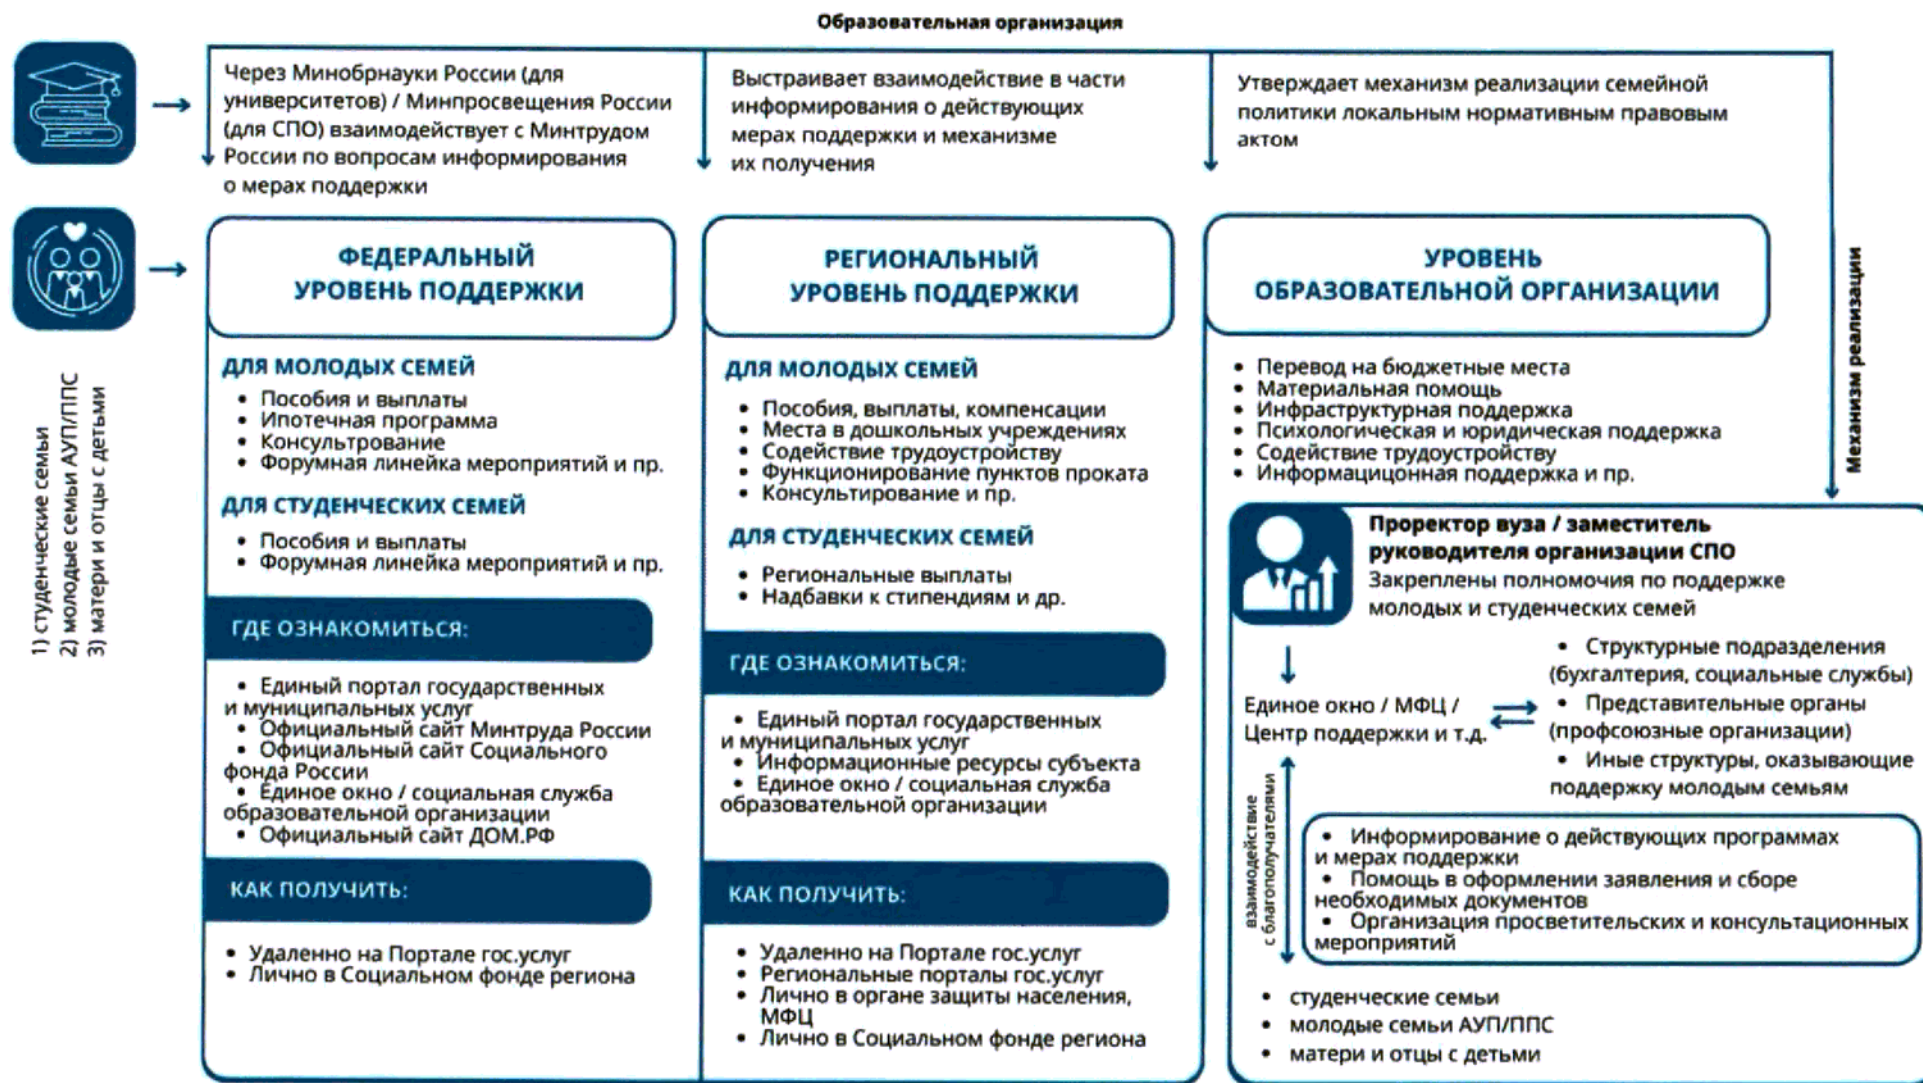 Образовательная организация
Через Минобрнауки России (для
университетов) / Минпросвещения России
(для СПО) взаимодействует с Минтрудом
России по вопросам информирования
о мерах поддержки
Выстраивает взаимодействие в части
информирования о действующих
мерах поддержки и механизме
их получения
Утверждает механизм реализации семейной
политики локальным нормативным правовым
актом
1) студенческие семьи
2) молодые семьи АУП/ППС
3) матери и отцы с детьми
ФЕДЕРАЛЬНЫЙ
УРОВЕНЬ ПОДДЕРЖКИ
ДЛЯ МОЛОДЫХ СЕМЕЙ
• Пособия и выплаты
• Ипотечная программа
• Консультрование
• Форумная линейка мероприятий и пр.
ДЛЯ СТУДЕНЧЕСКИХ СЕМЕЙ
• Пособия и выплаты
• Форумная линейка мероприятий и пр.
ГДЕ ОЗНАКОМИТЬСЯ:
• Единый портал государственных
и муниципальных услуг
• Официальный сайт Минтруда России
• Официальный сайт Социального
фонда России
• Единое окно / социальная служба
образовательной организации
• Официальный сайт ДОМ.РФ
КАК ПОЛУЧИТЬ:
• Удаленно на Портале гос.услуг
• Лично в Социальном фонде региона
РЕГИОНАЛЬНЫЙ
УРОВЕНЬ ПОДДЕРЖКИ
ДЛЯ МОЛОДЫХ СЕМЕЙ
• Пособия, выплаты, компенсации
• Места в дошкольных учреждениях
• Содействие трудоустройству
• Функционирование пунктов проката
• Консультирование и пр.
ДЛЯ СТУДЕНЧЕСКИХ СЕМЕЙ
• Региональные выплаты
• Надбавки к стипендиям и др.
ГДЕ ОЗНАКОМИТЬСЯ:
• Единый портал государственных
и муниципальных услуг
• Информационные ресурсы субъекта
• Единое окно / социальная служба
образовательной организации
КАК ПОЛУЧИТЬ:
• Удаленно на Портале гос.услуг
• Региональные порталы гос.услуг
• Лично в органе защиты населения,
МФЦ
• Лично в Социальном фонде региона
УРОВЕНЬ
ОБРАЗОВАТЕЛЬНОЙ ОРГАНИЗАЦИИ
• Перевод на бюджетные места
• Материальная помощь
• Инфраструктурная поддержка
• Психологическая и юридическая поддержка
• Содействие трудоустройству
• Информацицонная поддержка и пр.
Механизм реализации
Проректор вуза / заместитель
руководителя организации СПО
Закреплены полномочия по поддержке
молодых и студенческих семей
Единое окно / МФЦ /
Центр поддержки и т.д.
• Структурные подразделения
(бухгалтерия, социальные службы)
• Представительные органы
(профсоюзные организации)
• Иные структуры, оказывающие
поддержку молодым семьям
взаимодействие
с благополучателями
• Информирование о действующих программах
и мерах поддержки
• Помощь в оформлении заявления и сборе
необходимых документов
• Организация просветительских и консультационных
мероприятий
• студенческие семьи
• молодые семьи АУП/ППС
• матери и отцы с детьми